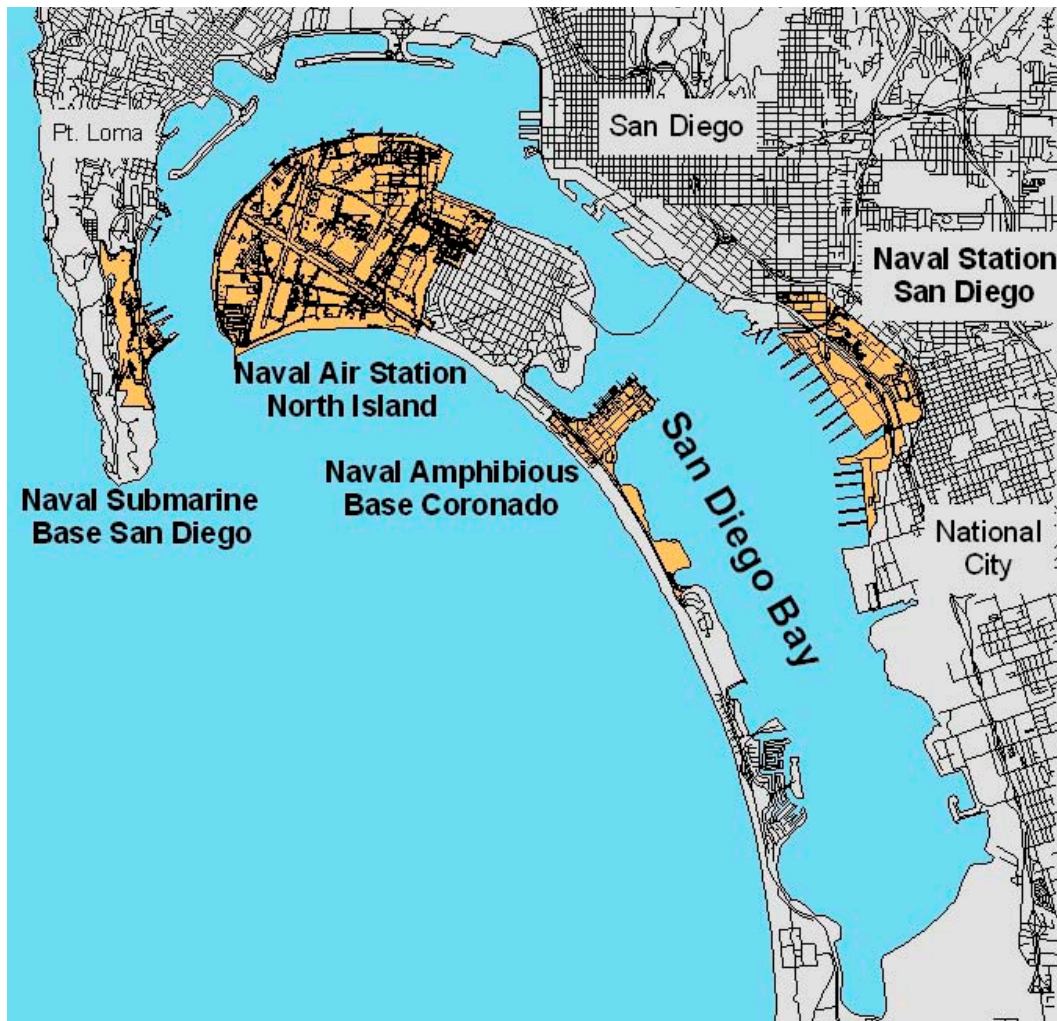 Pt. Loma
San Diego
Naval Station
San Diego
Naval Air Station
North Island
Naval Amphibious
Base Coronado
Naval Submarine
Base San Diego
San Diego Bay
National
City